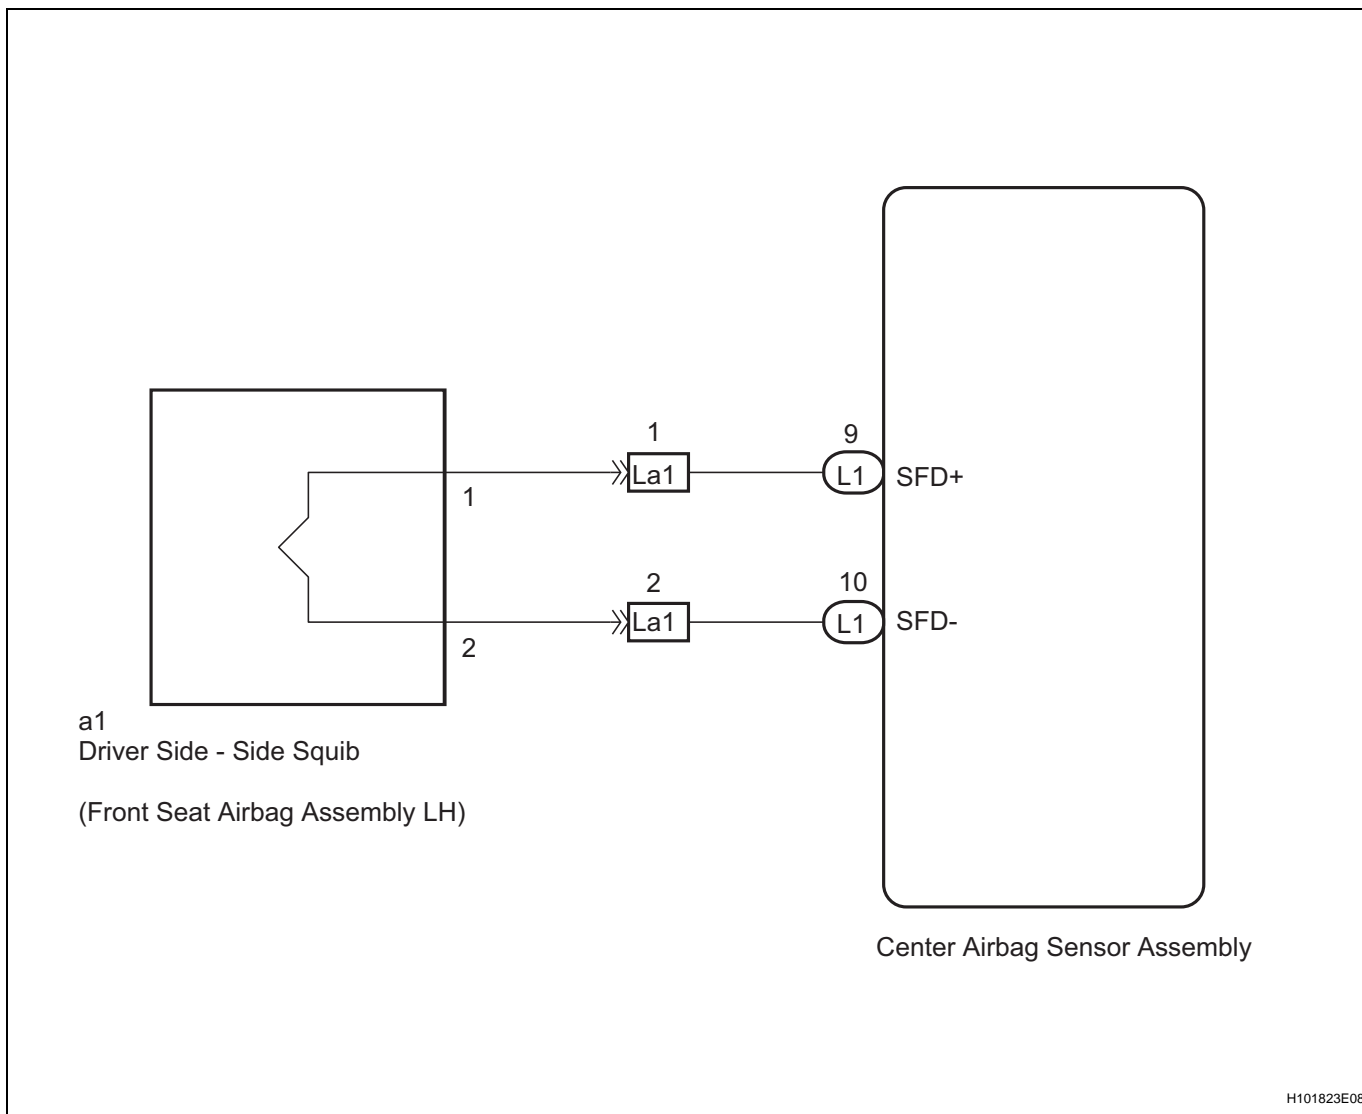 1
9
La1
L1
SFD+
1
2
10
La1
L1
SFD-
2
a1
Driver Side - Side Squib
(Front Seat Airbag Assembly LH)
Center Airbag Sensor Assembly
H101823E08